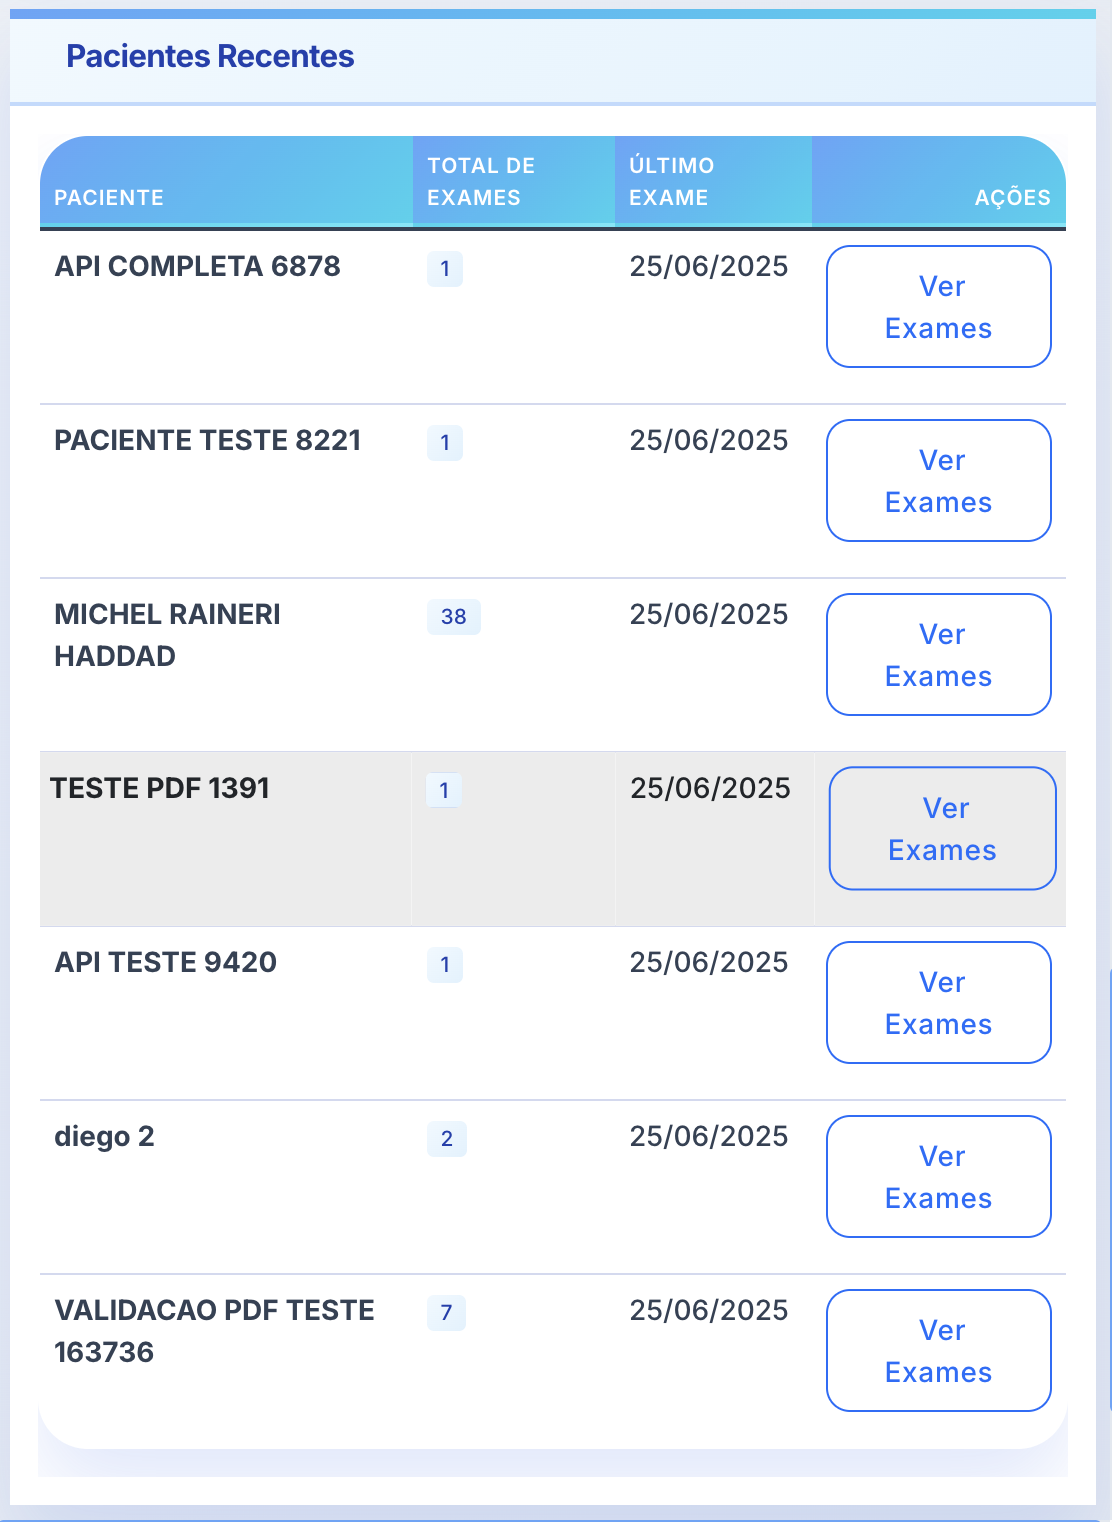 Pacientes Recentes
PACIENTE
TOTAL DE
EXAMES
ÚLTIMO
EXAME
AÇÕES
API COMPLETA 6878
1
25/06/2025
Ver
Exames
PACIENTE TESTE 8221
1
25/06/2025
Ver
Exames
MICHEL RAINERI
HADDAD
38
25/06/2025
Ver
Exames
TESTE PDF 1391
1
25/06/2025
Ver
Exames
API TESTE 9420
1
25/06/2025
Ver
Exames
diego 2
2
25/06/2025
Ver
Exames
VALIDACAO PDF TESTE
163736
7
25/06/2025
Ver
Exames